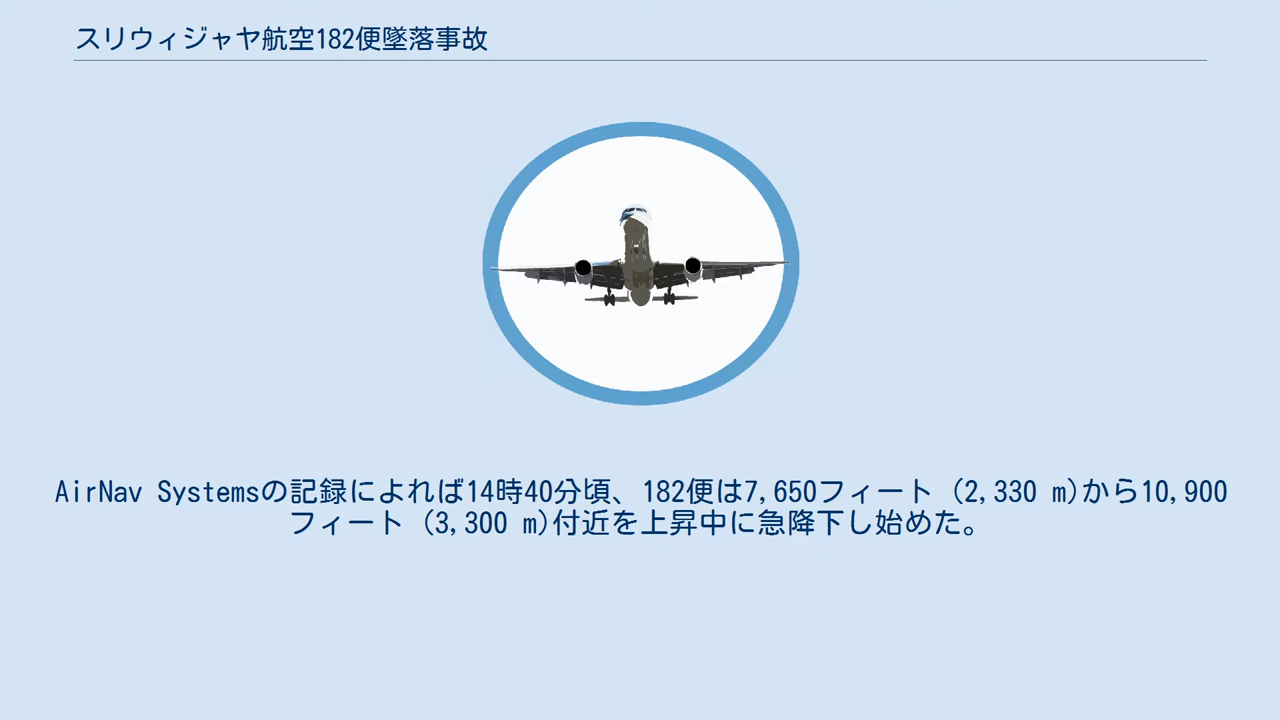 スリウィジャヤ航空182便墜落事故
AirNav Systemsの記録によれば14時40分頃、182便は7,650フィート (2,330 m)から10,900
フィート (3,300 m)付近を上昇中に急降下し始めた。